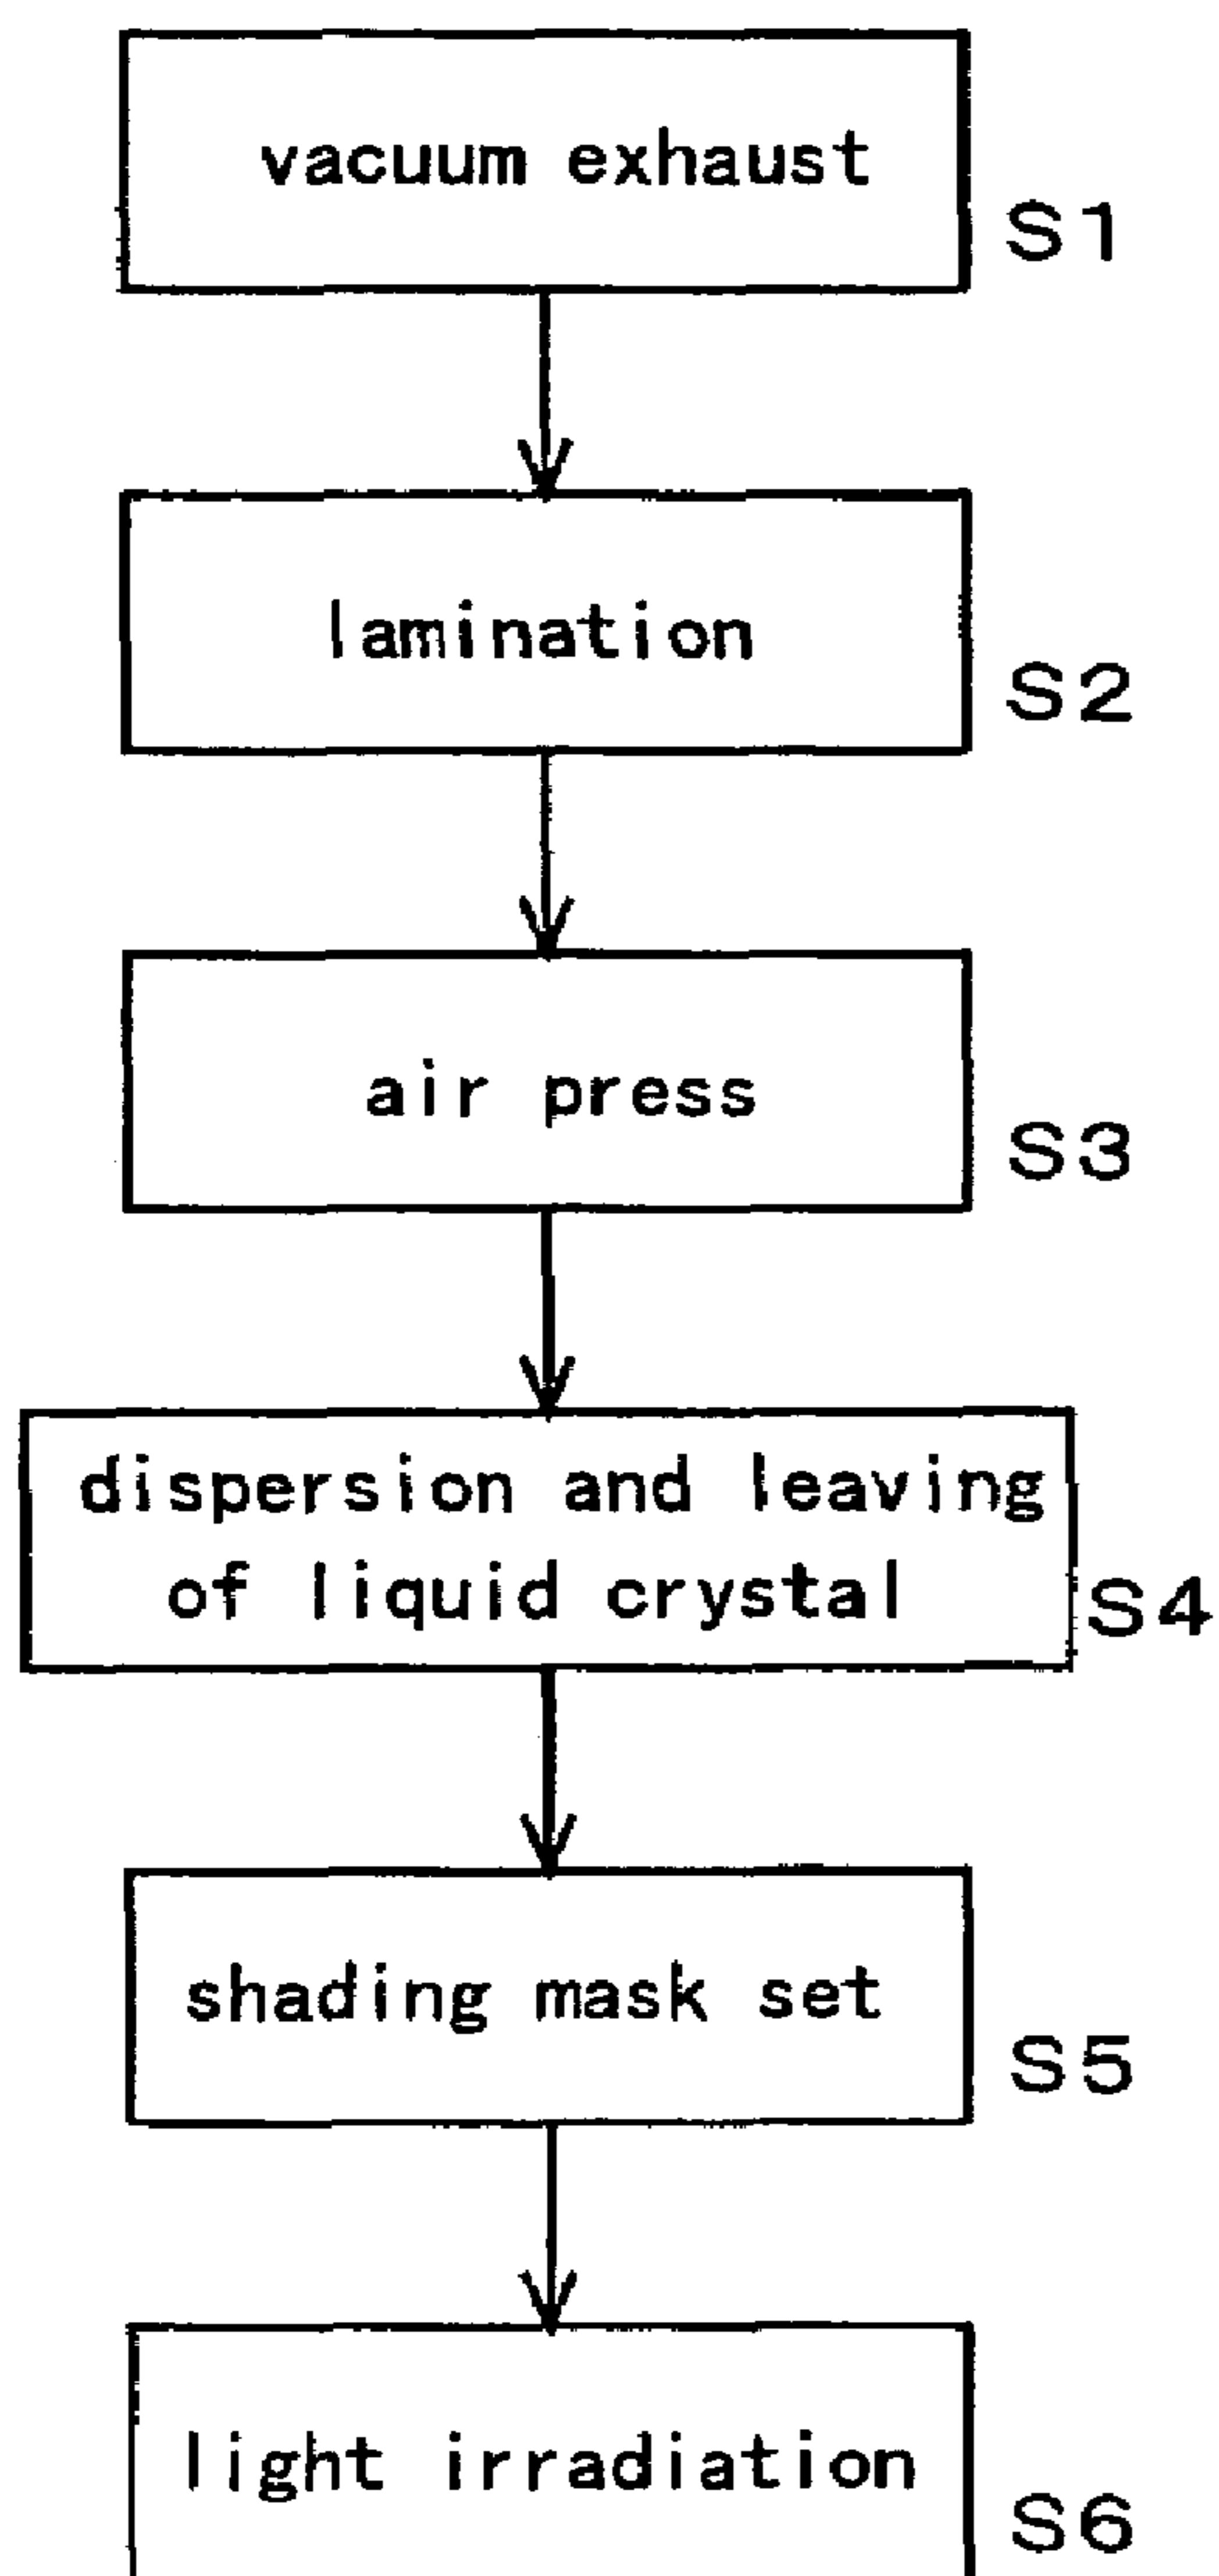 vacuum exhaust
S1
lamination
S2
air press
S3
dispersion and leaving
of liquid crystal
S4
shading mask set
S5
light irradiation
S6